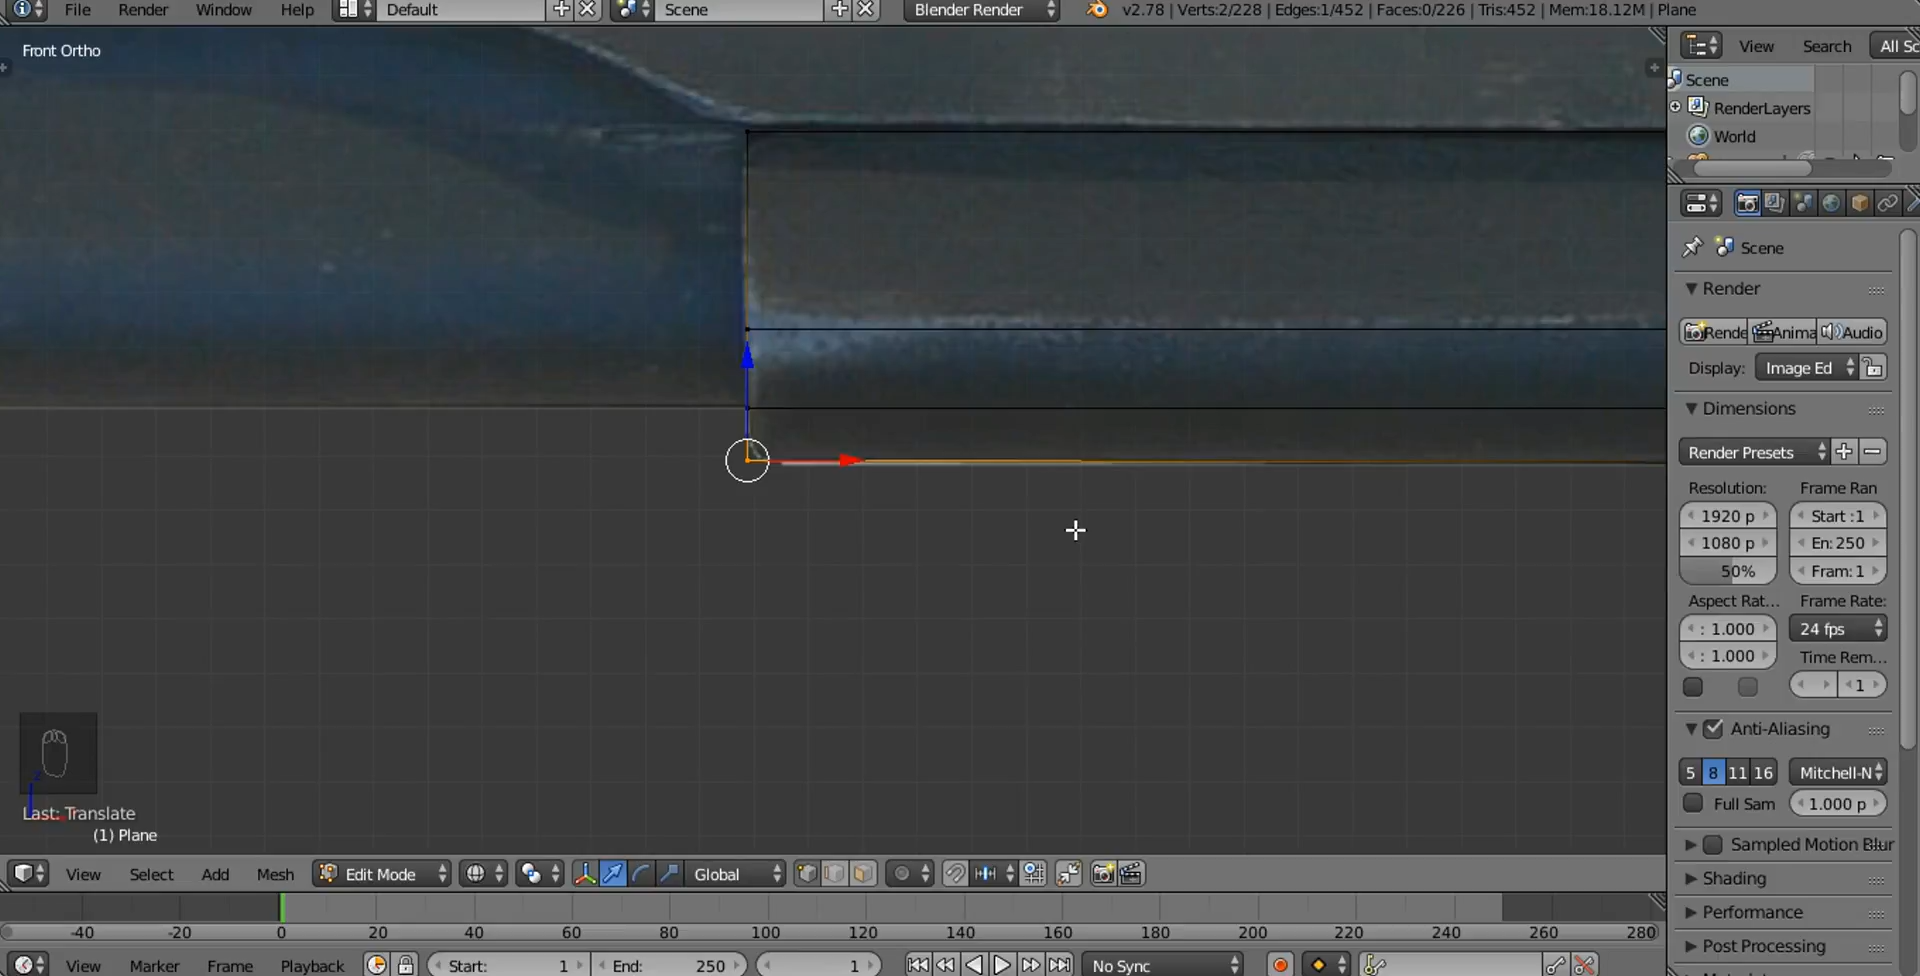 File Render Window Help Default Scene Blender Render v2.78 | Verts:2/228 | Edges:1/452 | Faces:0/226 | Tris:452 | Mem:18.12M | Plane
Front Ortho
View Search All Sc
Scene
RenderLayers
World
Scene
Render
Rende Anima Audio
Display: Image Ed
Dimensions
Render Presets
Resolution: Frame Ran
1920 p Start :1
1080 p En: 250
50% Fram: 1
Aspect Rat... Frame Rate:
: 1.000 24 fps
: 1.000 Time Rem...
1
Anti-Aliasing
5 8 11 16 Mitchell-N
Full Sam 1.000 p
Sampled Motion Blur
Shading
Performance
Post Processing
Last: Translate
(1) Plane
View Select Add Mesh Edit Mode Global
-40 -20 0 20 40 60 80 100 120 140 160 180 200 220 240 260 280
View Marker Frame Playback Start: 1 End: 250 1 No Sync